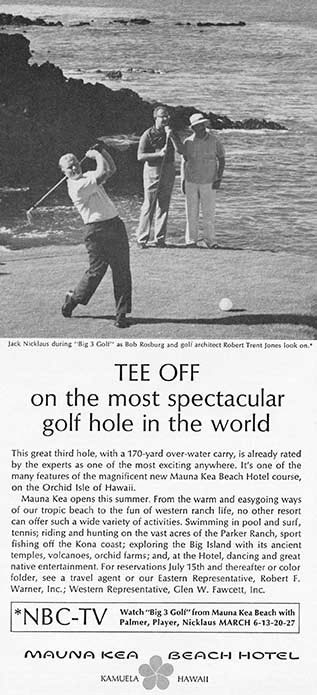 Jack Nicklaus during "Big 3 Golf" as Bob Rosburg and golf architect Robert Trent Jones look on.*
TEE OFF
on the most spectacular
golf hole in the world
This great third hole, with a 170-yard over-water carry, is already rated
by the experts as one of the most exciting anywhere. It's one of the
many features of the magnificent new Mauna Kea Beach Hotel course,
on the Orchid Isle of Hawaii.
Mauna Kea opens this summer. From the warm and easygoing ways
of our tropic beach to the fun of western ranch life, no other resort
can offer such a wide variety of activities. Swimming in pool and surf,
tennis; riding and hunting on the vast acres of the Parker Ranch, sport
fishing off the Kona coast; exploring the Big Island with its ancient
temples, volcanoes, orchid farms; and, at the Hotel, dancing and great
native entertainment. For reservations July 15th and thereafter or color
folder, see a travel agent or our Eastern Representative, Robert F.
Warner, Inc.; Western Representative, Glen W. Fawcett, Inc.
*NBC-TV
Watch "Big 3 Golf" from Mauna Kea Beach with
Palmer, Player, Nicklaus MARCH 6-13-20-27
MAUNA KEA BEACH HOTEL
KAMUELA HAWAII